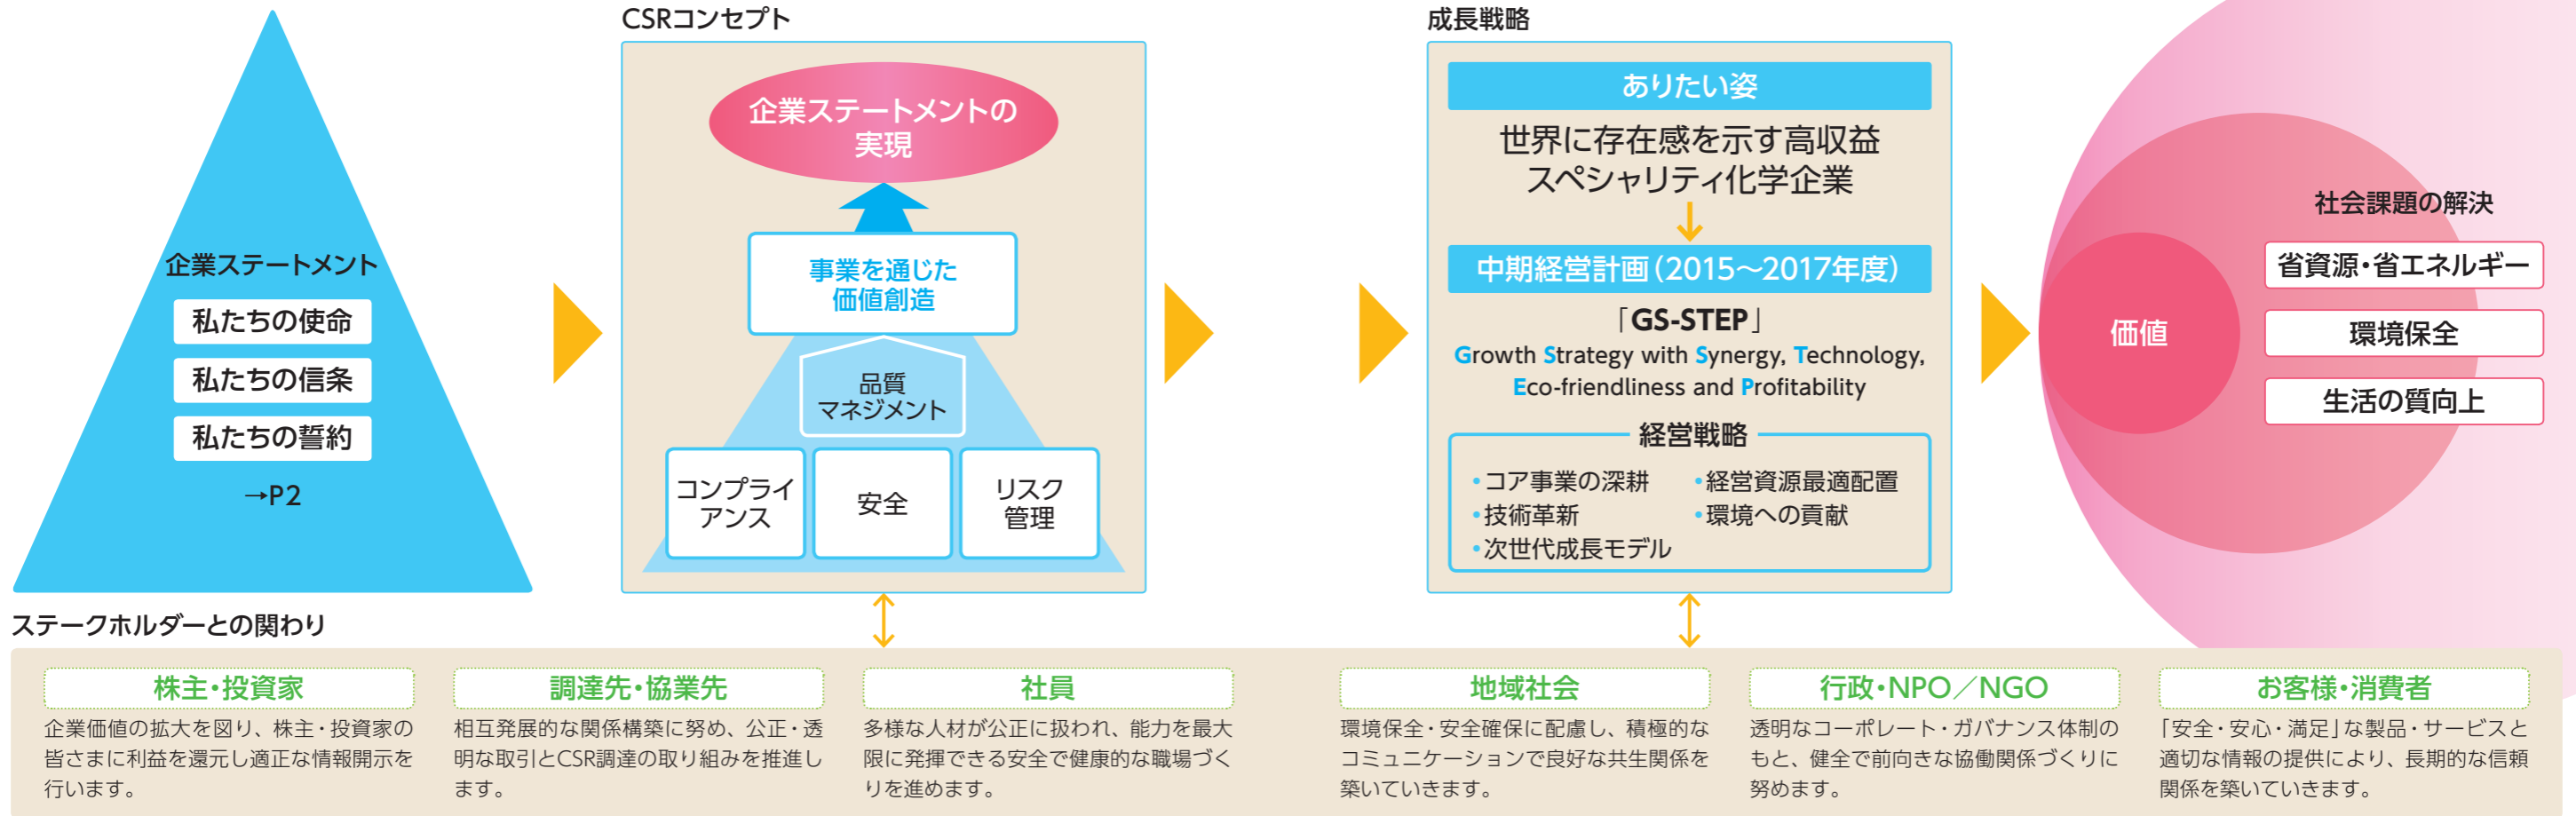 企業ステートメント
私たちの使命
私たちの信条
私たちの誓約
→P2
CSRコンセプト
企業ステートメントの
実現
事業を通じた
価値創造
品質
マネジメント
コンプライ
アンス
安全
リスク
管理
成長戦略
ありたい姿
世界に存在感を示す高収益
スペシャリティ化学企業
中期経営計画(2015〜2017年度)
「GS-STEP」
Growth Strategy with Synergy, Technology,
Eco-friendliness and Profitability
経営戦略
・コア事業の深耕
・技術革新
・次世代成長モデル
・経営資源最適配置
・環境への貢献
価値
社会課題の解決
省資源・省エネルギー
環境保全
生活の質向上
ステークホルダーとの関わり
株主・投資家
企業価値の拡大を図り、株主・投資家の
皆さまに利益を還元し適正な情報開示を
行います。
調達先・協業先
相互発展的な関係構築に努め、公正・透
明な取引とCSR調達の取り組みを推進し
ます。
社員
多様な人材が公正に扱われ、能力を最大
限に発揮できる安全で健康的な職場づく
りを進めます。
地域社会
環境保全・安全確保に配慮し、積極的な
コミュニケーションで良好な共生関係を
築いていきます。
行政・NPO/NGO
透明なコーポレート・ガバナンス体制の
もと、健全で前向きな協働関係づくりに
努めます。
お客様・消費者
「安全・安心・満足」な製品・サービスと
適切な情報の提供により、長期的な信頼
関係を築いていきます。